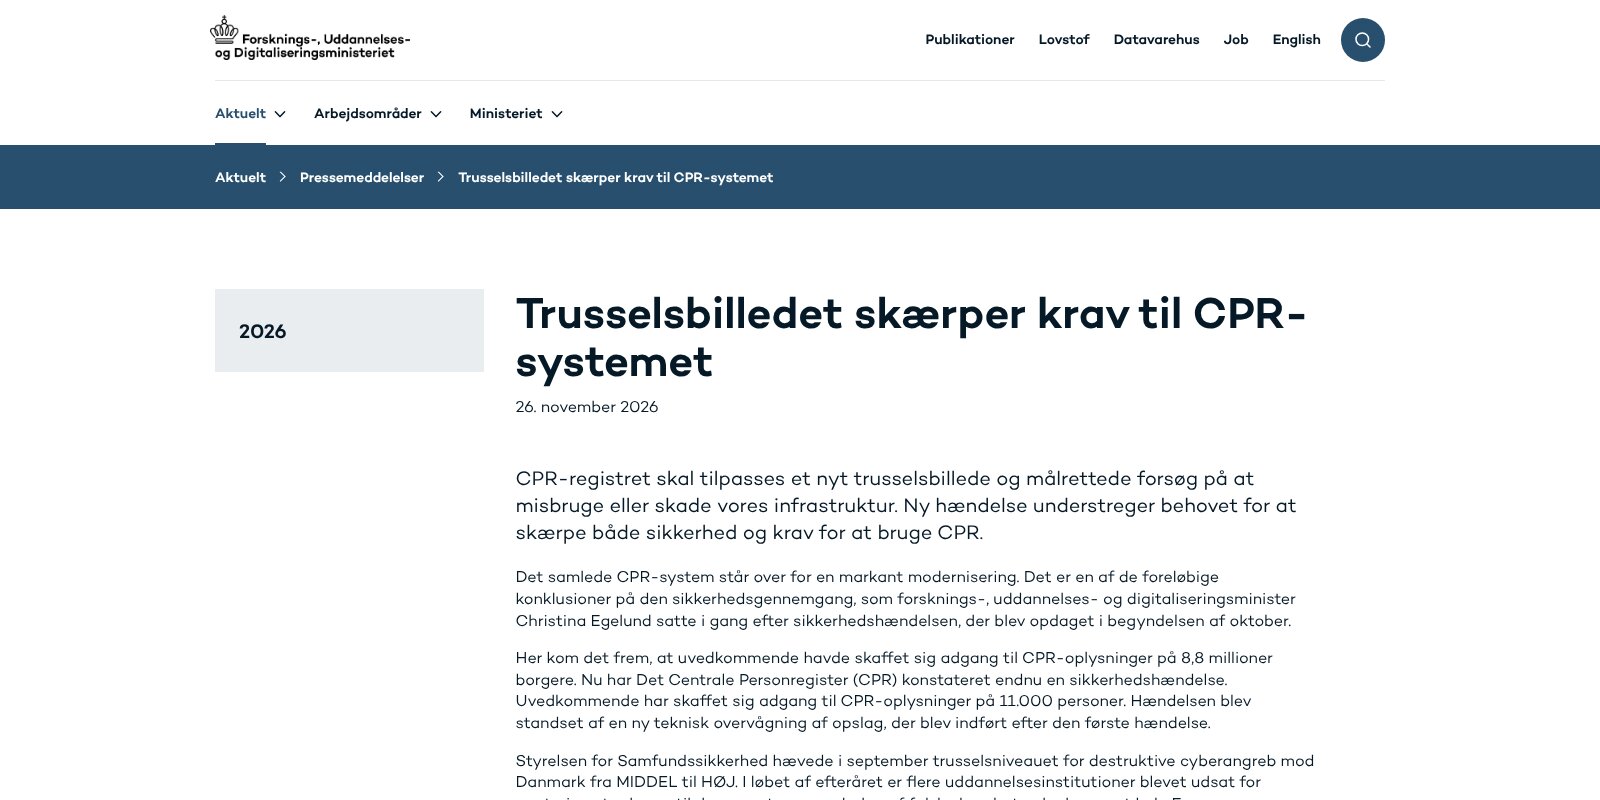 Forsknings-, Uddannelses-
og Digitaliseringsministeriet
Publikationer Lovstof Datavarehus Job English
Aktuelt Arbejdsområder Ministeriet
Aktuelt Pressemeddelelser Trusselsbilledet skærper krav til CPR-systemet
2026
Trusselsbilledet skærper krav til CPR-
systemet
26. november 2026
CPR-registret skal tilpasses et nyt trusselsbillede og målrettede forsøg på at
misbruge eller skade vores infrastruktur. Ny hændelse understreger behovet for at
skærpe både sikkerhed og krav for at bruge CPR.
Det samlede CPR-system står over for en markant modernisering. Det er en af de foreløbige
konklusioner på den sikkerhedsgennemgang, som forsknings-, uddannelses- og digitaliseringsminister
Christina Egelund satte i gang efter sikkerhedshændelsen, der blev opdaget i begyndelsen af oktober.
Her kom det frem, at uvedkommende havde skaffet sig adgang til CPR-oplysninger på 8,8 millioner
borgere. Nu har Det Centrale Personregister (CPR) konstateret endnu en sikkerhedshændelse.
Uvedkommende har skaffet sig adgang til CPR-oplysninger på 11.000 personer. Hændelsen blev
standset af en ny teknisk overvågning af opslag, der blev indført efter den første hændelse.
Styrelsen for Samfundssikkerhed hævede i september trusselsniveauet for destruktive cyberangreb mod
Danmark fra MIDDEL til HØJ. I løbet af efteråret er flere uddannelsesinstitutioner blevet udsat for